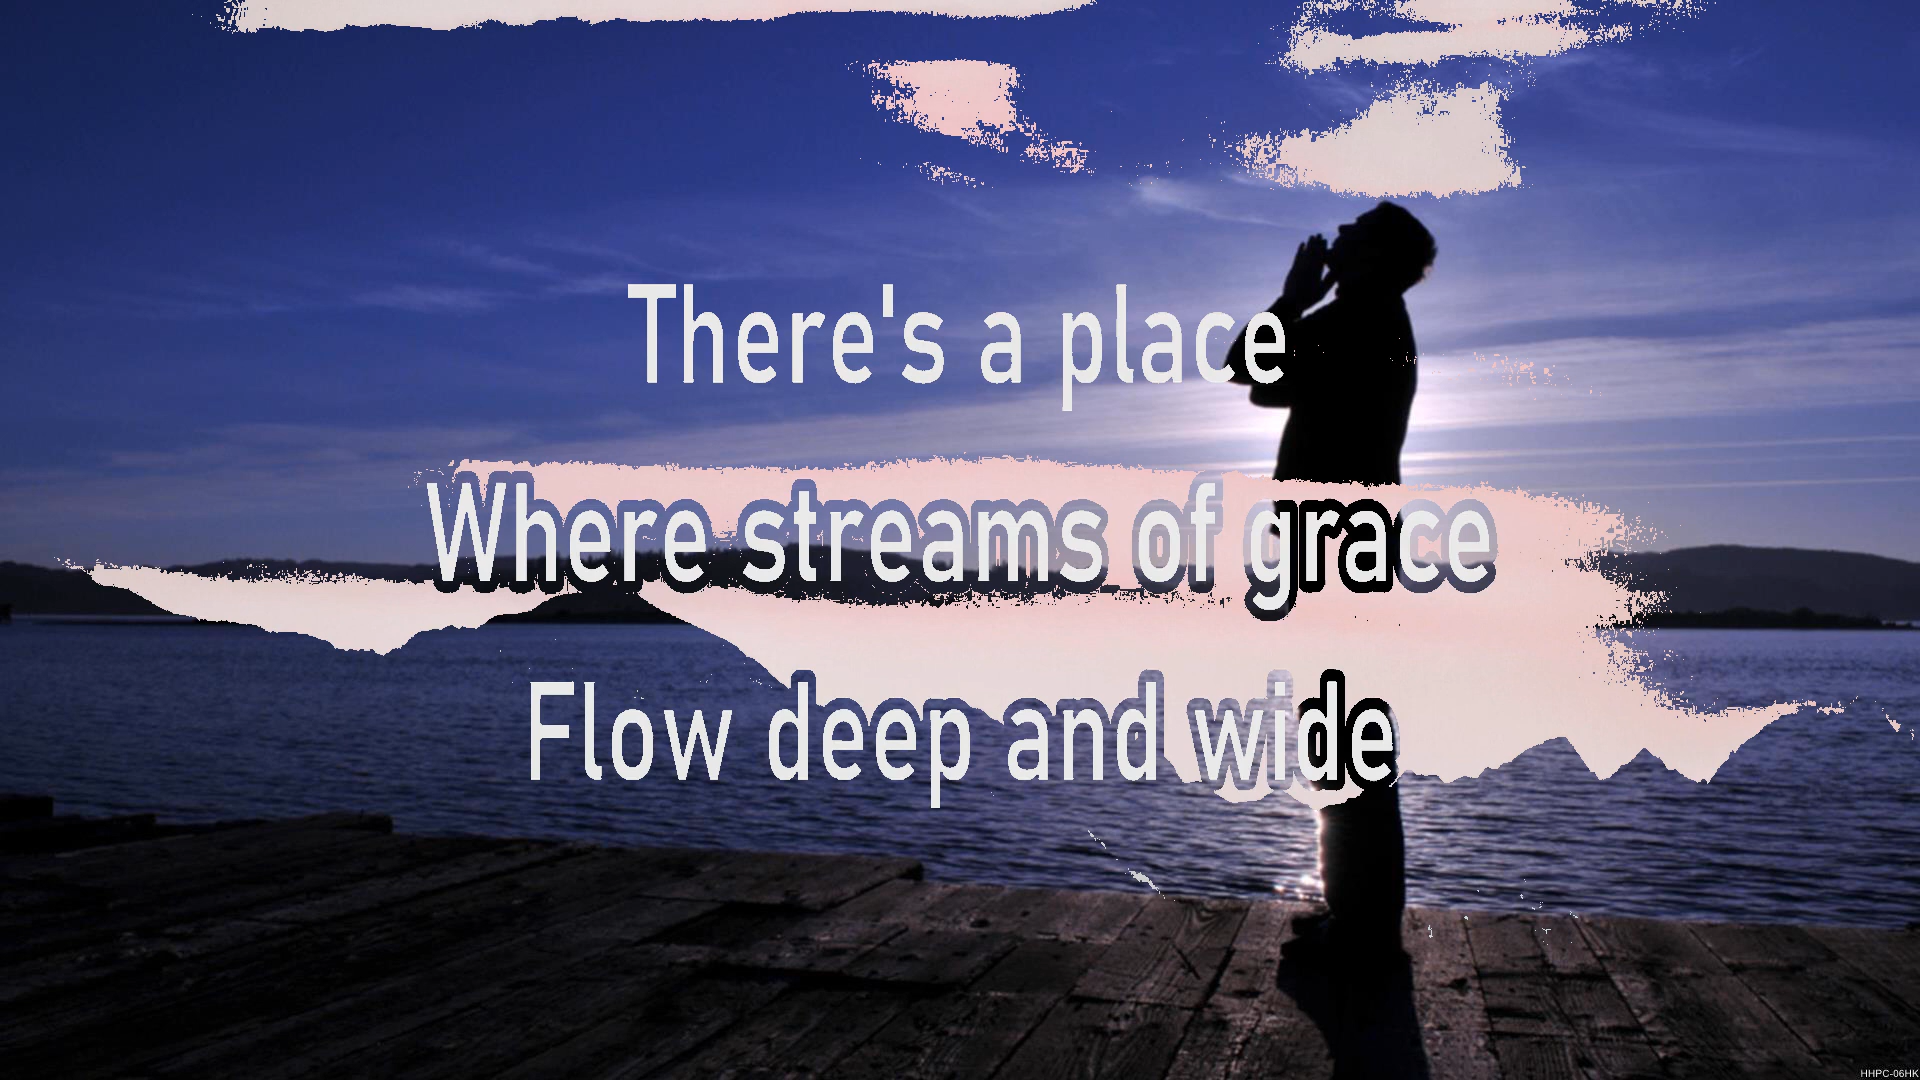 There's a place
Where streams of grace
Flow deep and wide
HHPC-06HK